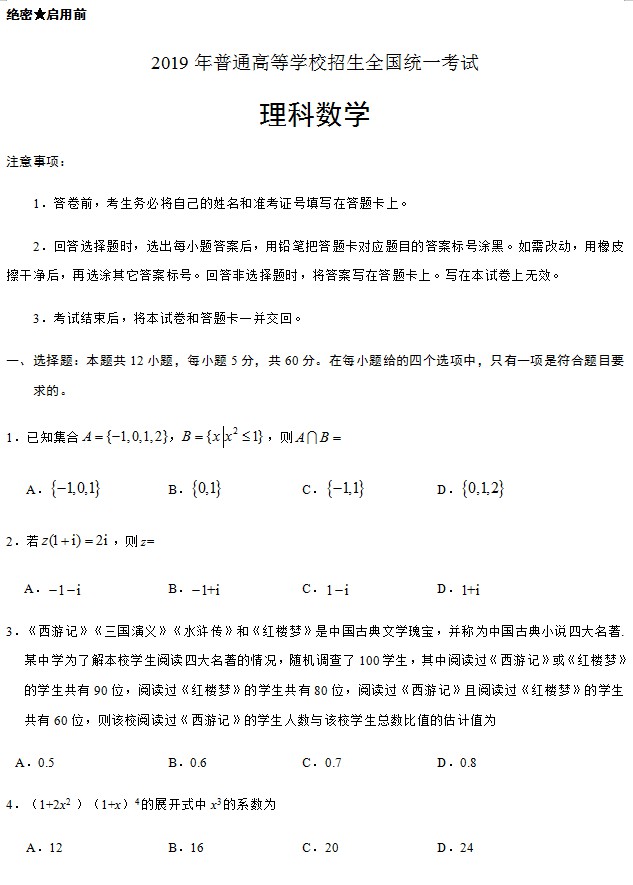 绝密★启用前
2019 年普通高等学校招生全国统一考试
理科数学
注意事项：
1．答卷前，考生务必将自己的姓名和准考证号填写在答题卡上。
2．回答选择题时，选出每小题答案后，用铅笔把答题卡对应题目的答案标号涂黑。如需改动，用橡皮
擦干净后，再选涂其它答案标号。回答非选择题时，将答案写在答题卡上。写在本试卷上无效。
3．考试结束后，将本试卷和答题卡一并交回。
一、选择题：本题共 12 小题，每小题 5 分，共 60 分。在每小题给的四个选项中，只有一项是符合题目要
求的。
1．已知集合 A={−1,0,1,2}，B={x|x²≤1}，则 A∩B=
A．{−1,0,1} B．{0,1} C．{−1,1} D．{0,1,2}
2．若 z(1+i)=2i，则 z=
A．−1−i B．−1+i C．1−i D．1+i
3．《西游记》《三国演义》《水浒传》和《红楼梦》是中国古典文学瑰宝，并称为中国古典小说四大名著.
某中学为了解本校学生阅读四大名著的情况，随机调查了 100 学生，其中阅读过《西游记》或《红楼梦》
的学生共有 90 位，阅读过《红楼梦》的学生共有 80 位，阅读过《西游记》且阅读过《红楼梦》的学生
共有 60 位，则该校阅读过《西游记》的学生人数与该校学生总数比值的估计值为
A．0.5 B．0.6 C．0.7 D．0.8
4．（1+2x²）（1+x）⁴的展开式中 x³的系数为
A．12 B．16 C．20 D．24